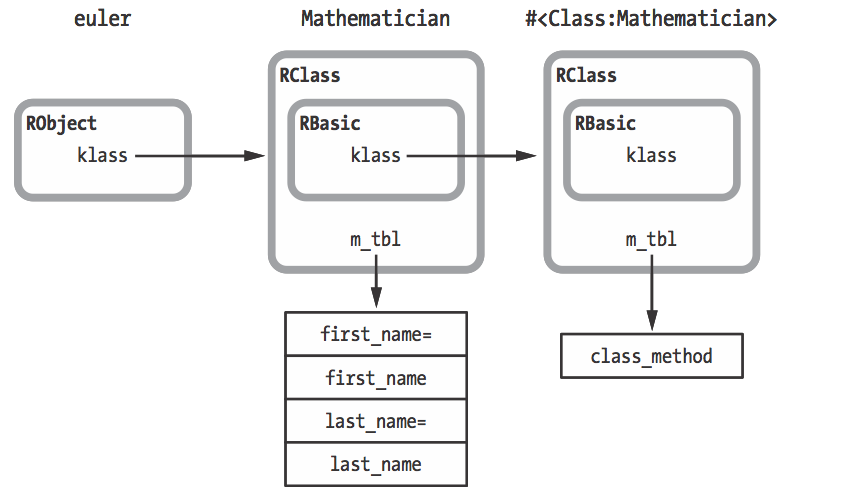 euler
Mathematician
#<Class:Mathematician>
RObject
klass
RClass
RBasic
klass
m_tbl
first_name=
first_name
last_name=
last_name
RClass
RBasic
klass
m_tbl
class_method